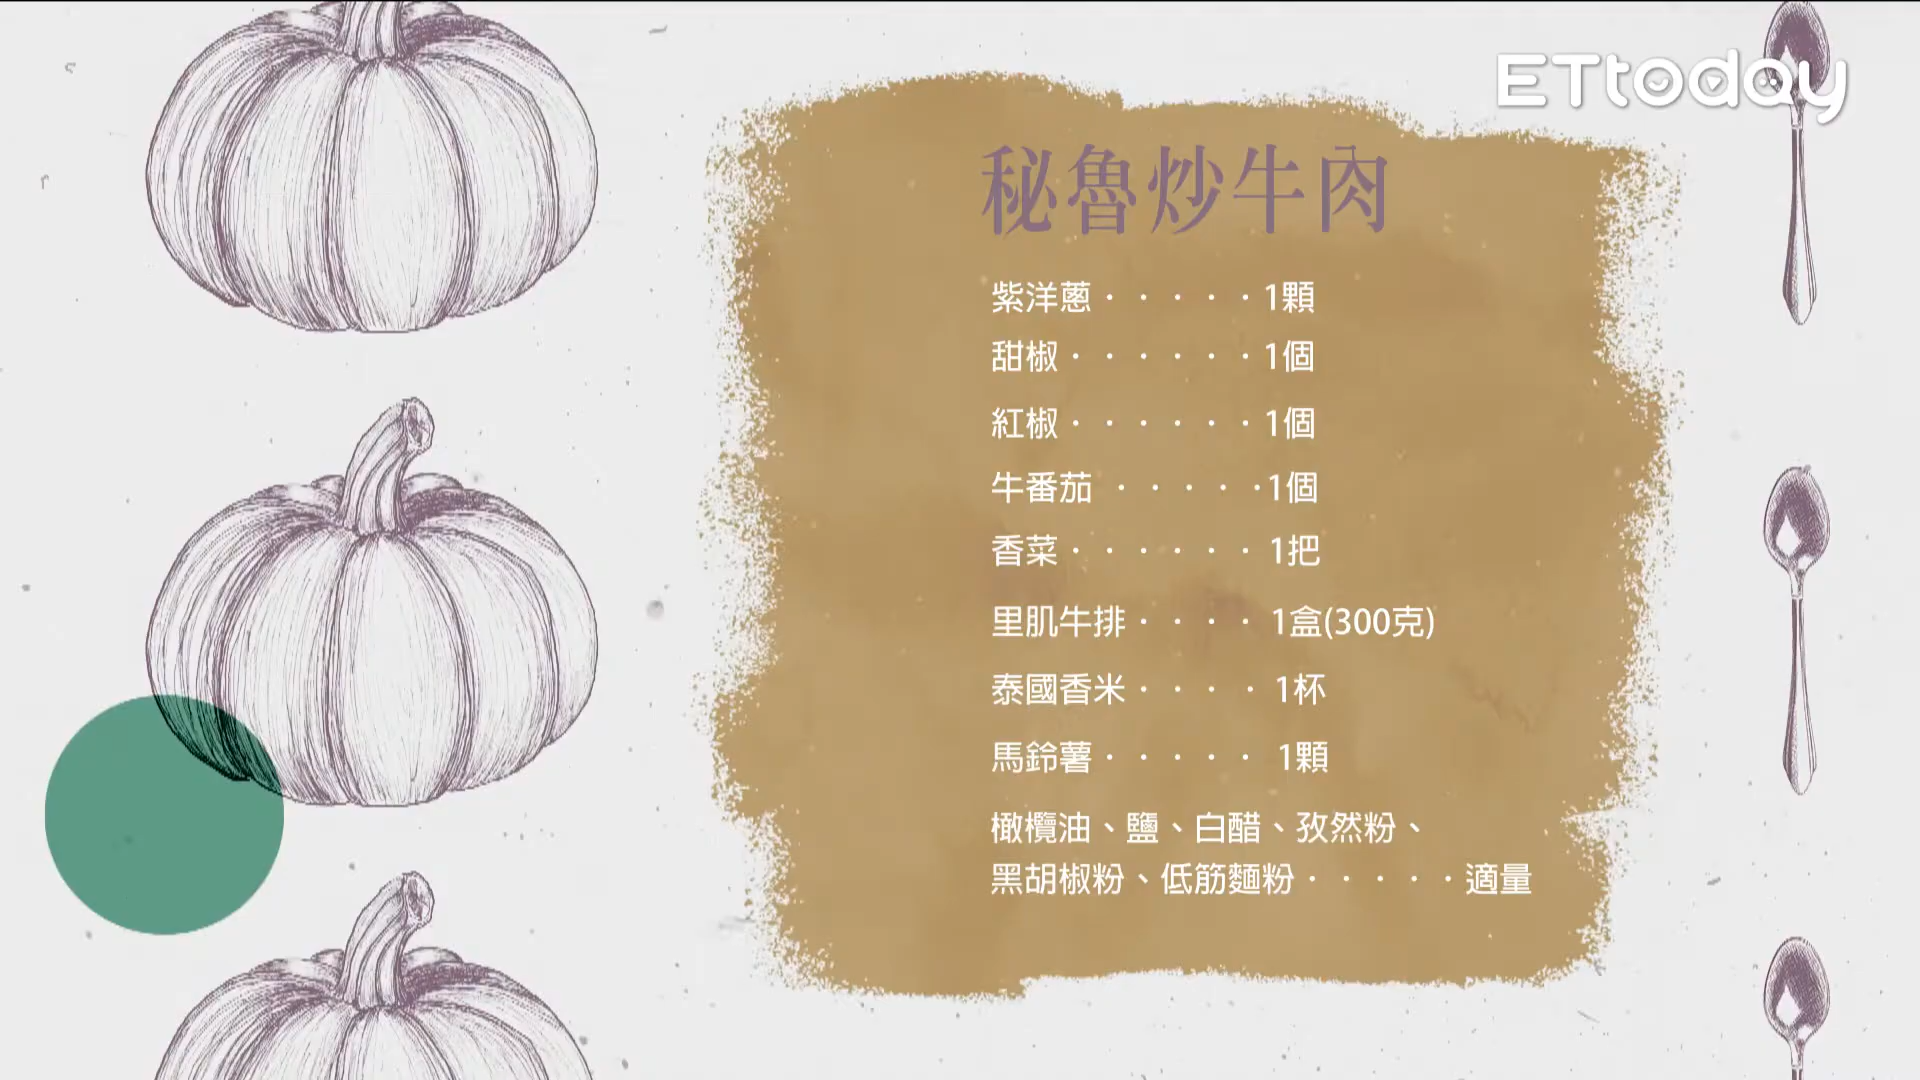 ETtoday
秘魯炒牛肉
紫洋蔥・・・・・1顆
甜椒・・・・・・1個
紅椒・・・・・・1個
牛番茄・・・・・1個
香菜・・・・・・1把
里肌牛排・・・・1盒(300克)
泰國香米・・・・1杯
馬鈴薯・・・・・1顆
橄欖油、鹽、白醋、孜然粉、
黑胡椒粉、低筋麵粉・・・・・適量